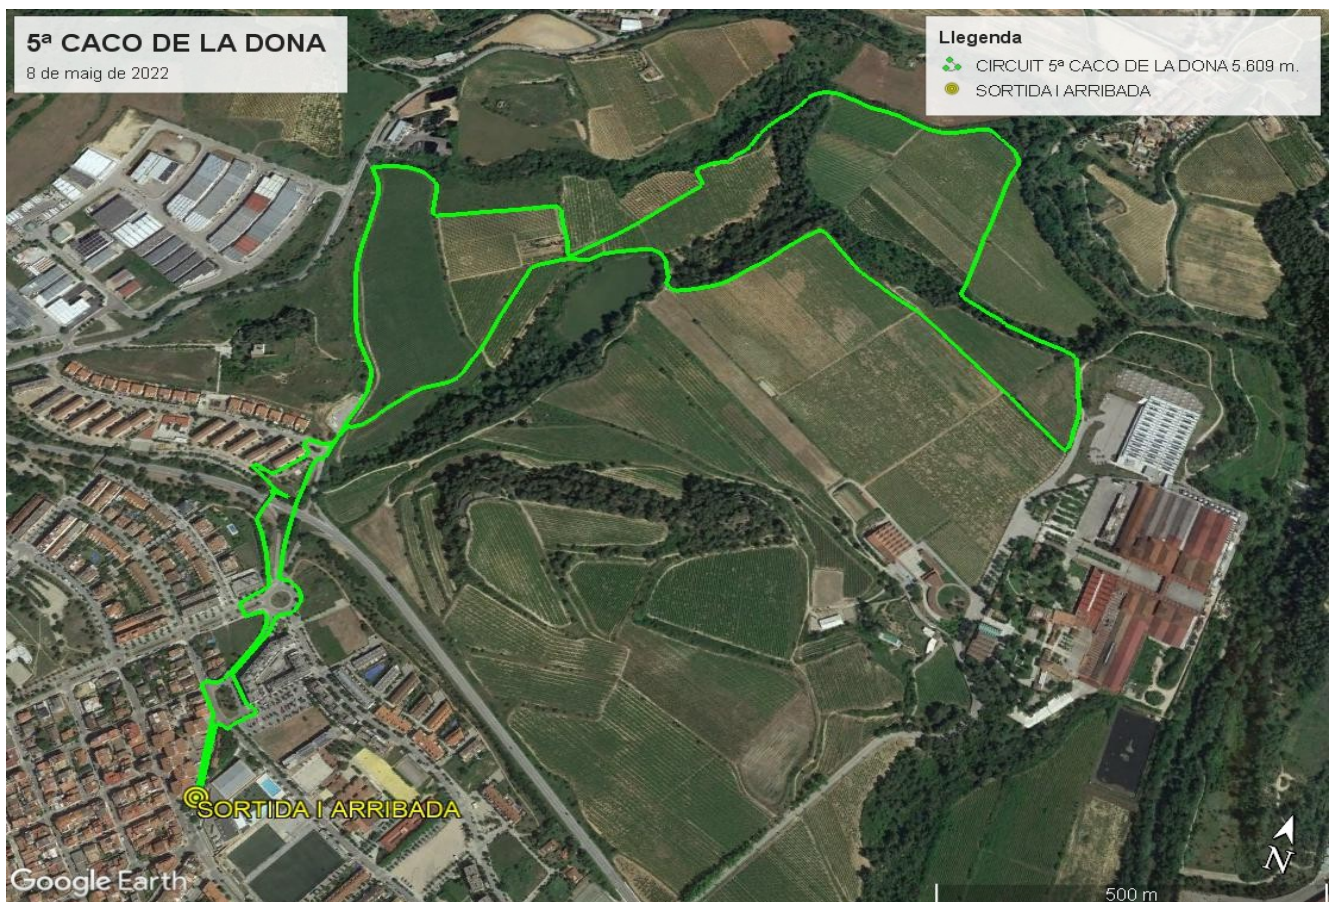 5ª CACO DE LA DONA
8 de maig de 2022
Llegenda
CIRCUIT 5ª CACO DE LA DONA 5.609 m.
SORTIDA I ARRIBADA
SORTIDA I ARRIBADA
N
Google Earth
500 m